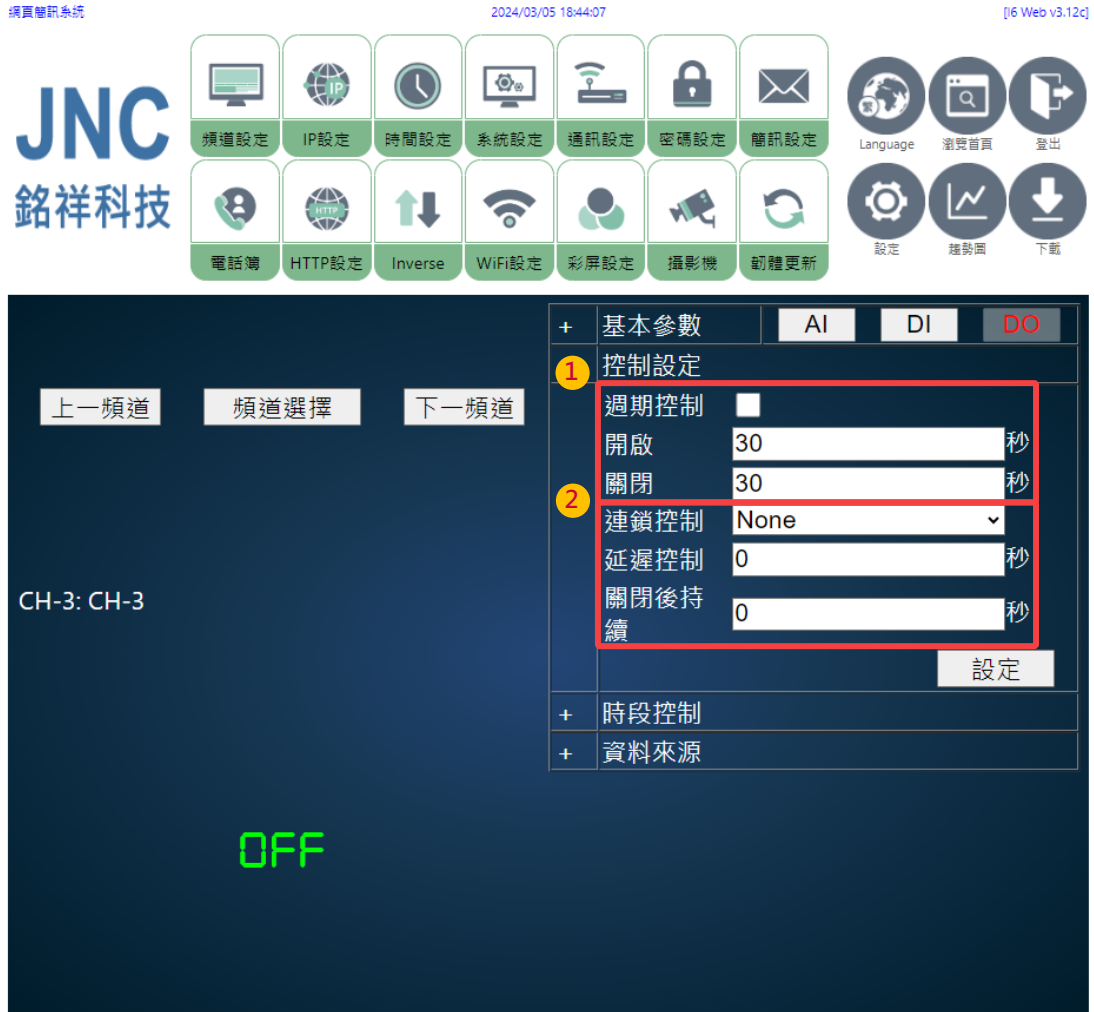 網頁簡訊系統 2024/03/05 18:44:07 [I6 Web v3.12c]
JNC
銘祥科技
IP
頻道設定 IP設定 時間設定 系統設定 通訊設定 密碼設定 簡訊設定
繁
Language 瀏覽首頁 登出
HTTP
電話簿 HTTP設定 Inverse WiFi設定 彩屏設定 攝影機 韌體更新
設定 趨勢圖 下載
+ 基本參數 AI DI DO
控制設定
1
上一頻道 頻道選擇 下一頻道
週期控制
開啟 30 秒
關閉 30 秒
2
連鎖控制 None
延遲控制 0 秒
關閉後持
續 0 秒
CH-3: CH-3
設定
+ 時段控制
+ 資料來源
OFF